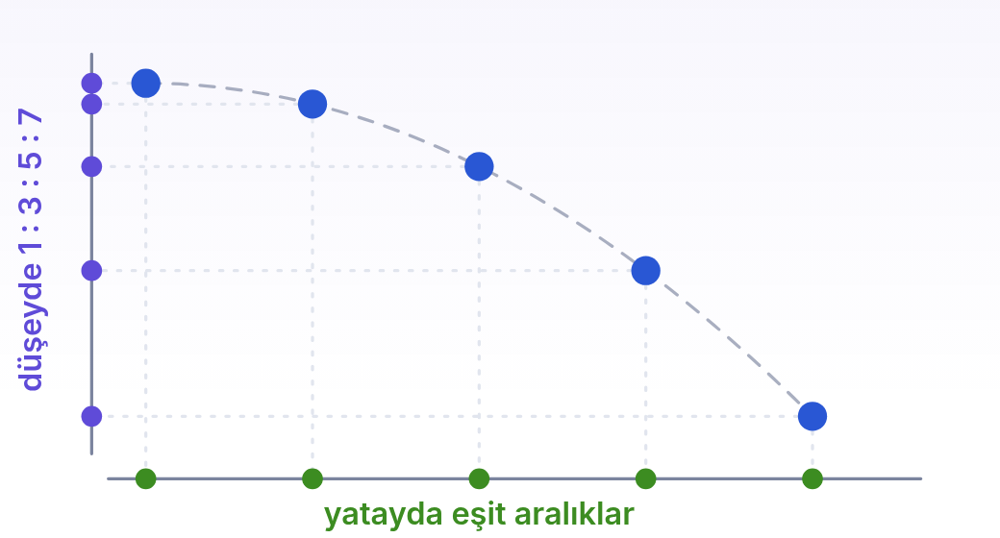 düşeyde 1 : 3 : 5 : 7
yatayda eşit aralıklar